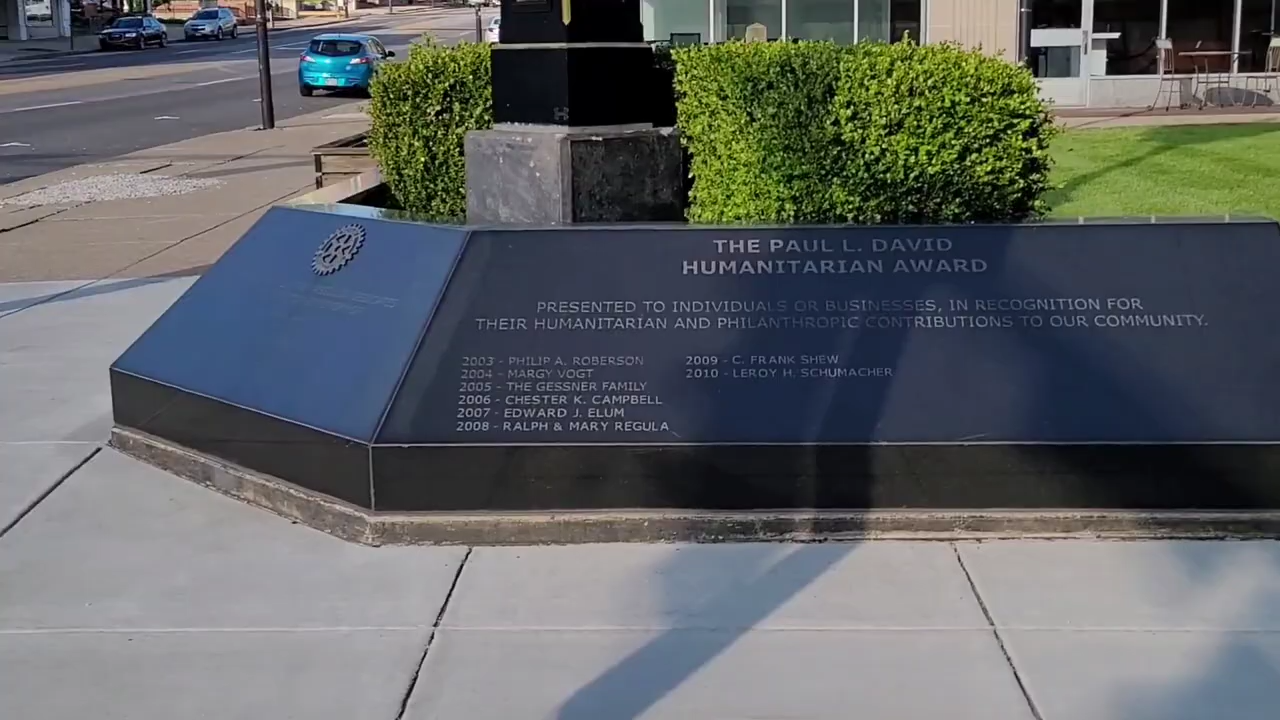 THE PAUL L. DAVID
HUMANITARIAN AWARD
PRESENTED TO INDIVIDUALS OR BUSINESSES, IN RECOGNITION FOR
THEIR HUMANITARIAN AND PHILANTHROPIC CONTRIBUTIONS TO OUR COMMUNITY.
2003 - PHILIP A. ROBERSON
2004 - MARGY VOGT
2005 - THE GESSNER FAMILY
2006 - CHESTER K. CAMPBELL
2007 - EDWARD J. ELUM
2008 - RALPH & MARY REGULA
2009 - C. FRANK SHEW
2010 - LEROY H. SCHUMACHER